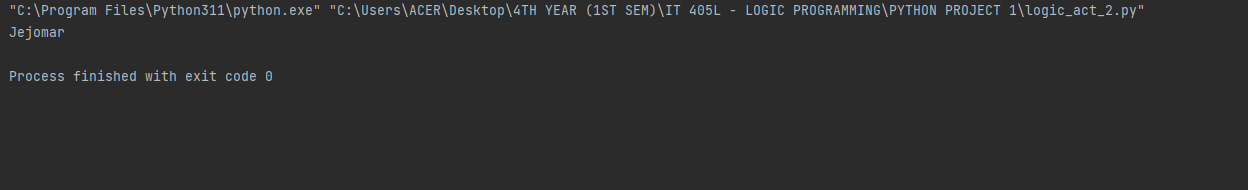 "C:\Program Files\Python311\python.exe" "C:\Users\ACER\Desktop\4TH YEAR (1ST SEM)\IT 405L - LOGIC PROGRAMMING\PYTHON PROJECT 1\logic_act_2.py"
Jejomar
Process finished with exit code 0